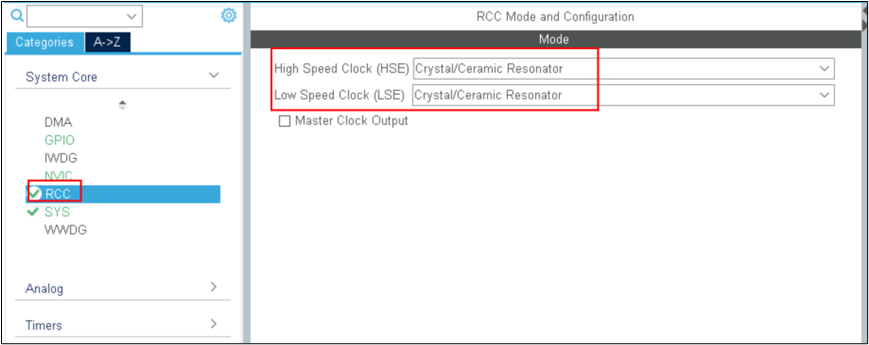 RCC Mode and Configuration
Categories A->Z
Mode
System Core
High Speed Clock (HSE) Crystal/Ceramic Resonator
Low Speed Clock (LSE) Crystal/Ceramic Resonator
Master Clock Output
DMA
GPIO
IWDG
NVIC
RCC
SYS
WWDG
Analog
Timers